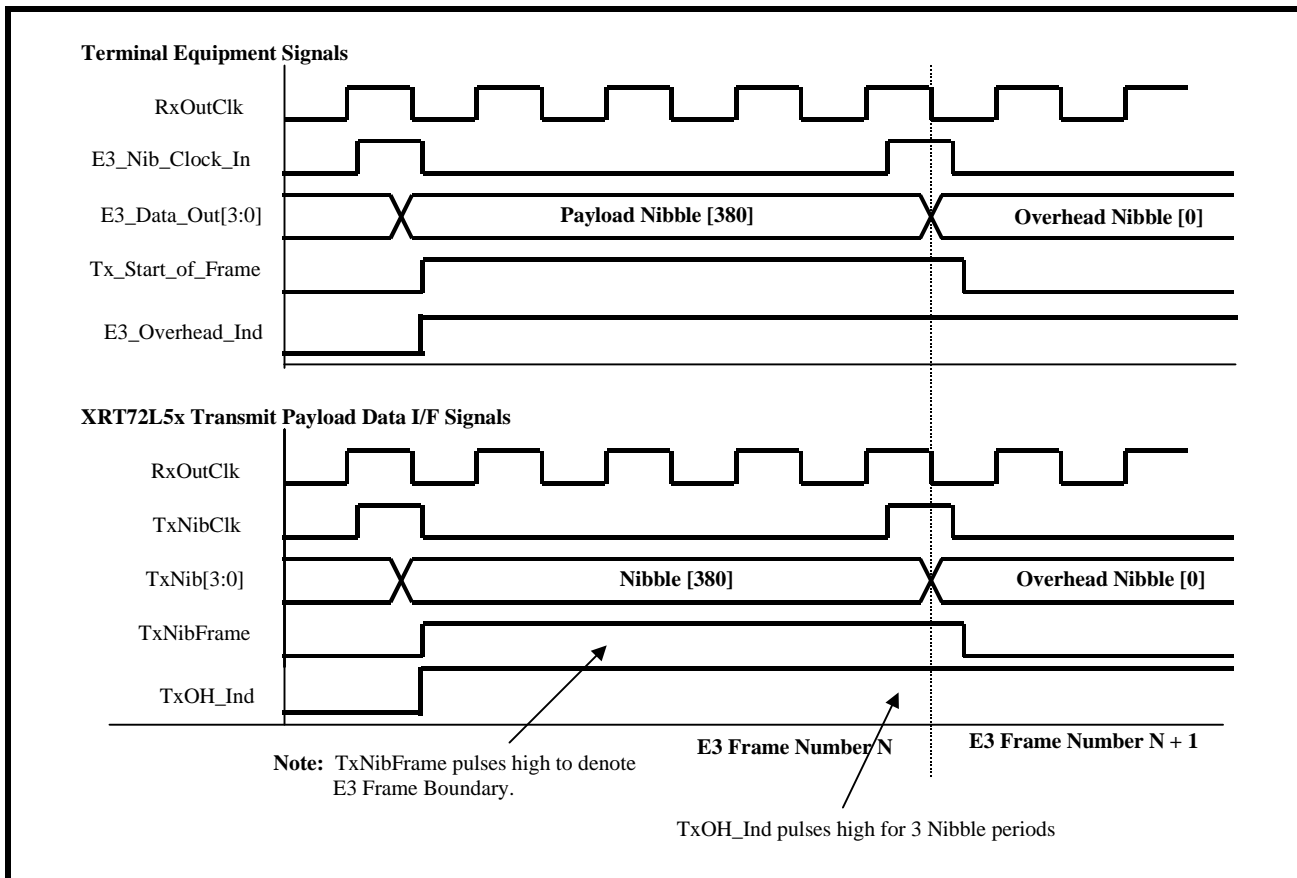 Terminal Equipment Signals
RxOutClk
E3_Nib_Clock_In
E3_Data_Out[3:0]
Payload Nibble [380]
Overhead Nibble [0]
Tx_Start_of_Frame
E3_Overhead_Ind
XRT72L5x Transmit Payload Data I/F Signals
RxOutClk
TxNibClk
TxNib[3:0]
Nibble [380]
Overhead Nibble [0]
TxNibFrame
TxOH_Ind
E3 Frame Number N
E3 Frame Number N + 1
Note: TxNibFrame pulses high to denote
E3 Frame Boundary.
TxOH_Ind pulses high for 3 Nibble periods